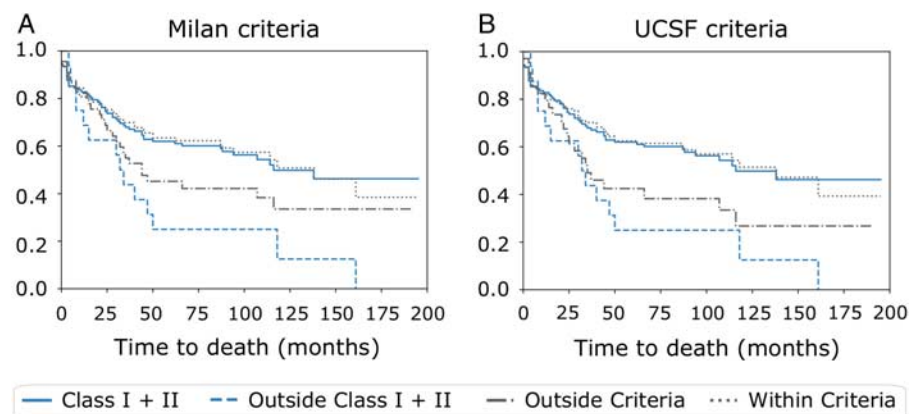 A
Milan criteria
1.0
0.8
0.6
0.4
0.2
0.0
0 25 50 75 100 125 150 175 200
Time to death (months)
B
UCSF criteria
1.0
0.8
0.6
0.4
0.2
0.0
0 25 50 75 100 125 150 175 200
Time to death (months)
Class I + II Outside Class I + II Outside Criteria Within Criteria